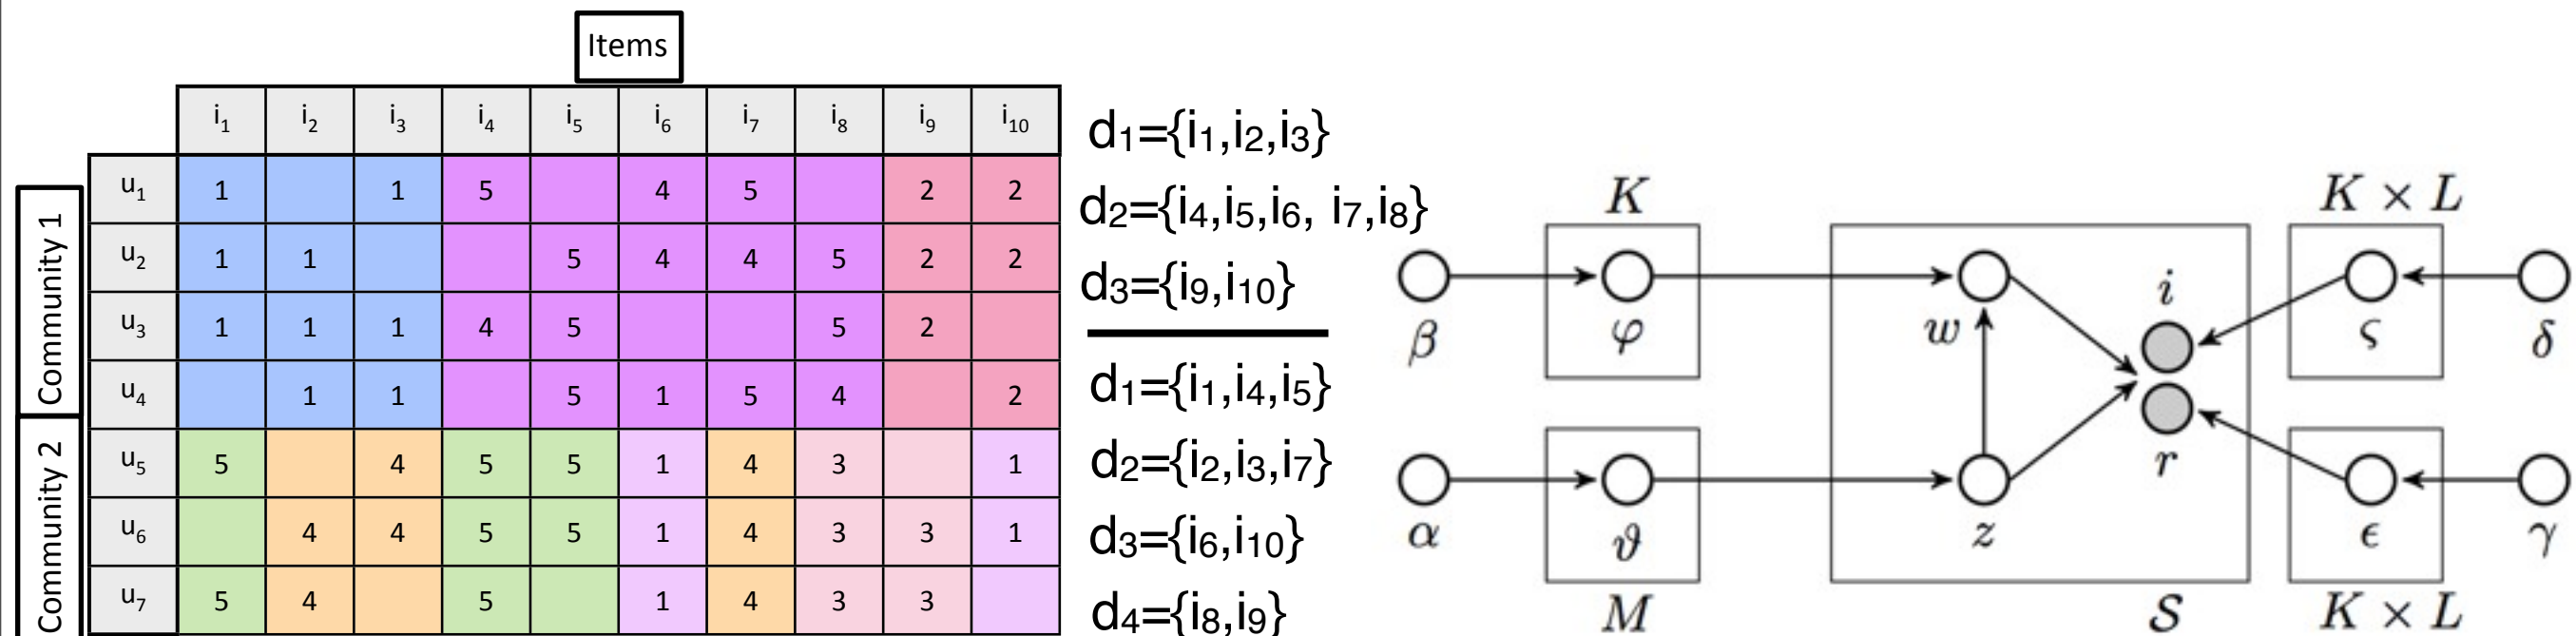 Items
i1 i2 i3 i4 i5 i6 i7 i8 i9 i10
Community 1
u1 1 1 5 4 5 2 2
u2 1 1 5 4 4 5 2 2
u3 1 1 1 4 5 5 2
u4 1 1 5 1 5 4 2
Community 2
u5 5 4 5 5 1 4 3 1
u6 4 4 5 5 1 4 3 3 1
u7 5 4 5 1 4 3 3
d1={i1,i2,i3}
d2={i4,i5,i6, i7,i8}
d3={i9,i10}
d1={i1,i4,i5}
d2={i2,i3,i7}
d3={i6,i10}
d4={i8,i9}
K
K × L
i
β
φ
w
ς
δ
r
α
ϑ
z
ϵ
γ
M
S
K × L